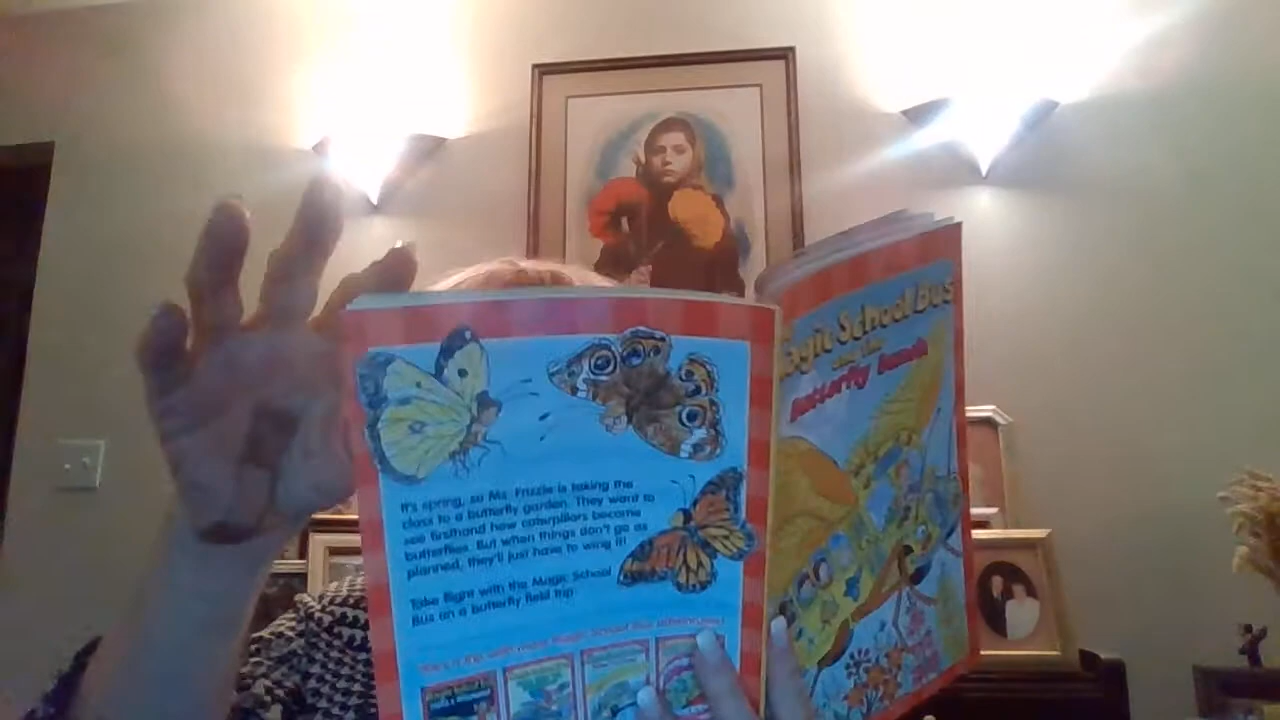 It's spring, so Ms. Frizzle is taking the
class to a butterfly garden. They want to
see firsthand how caterpillars become
butterflies. But when things don't go as
planned, they'll just have to wing it!
Take flight with the Magic School
Bus on a butterfly field trip
Magic School Bus
Butterfly